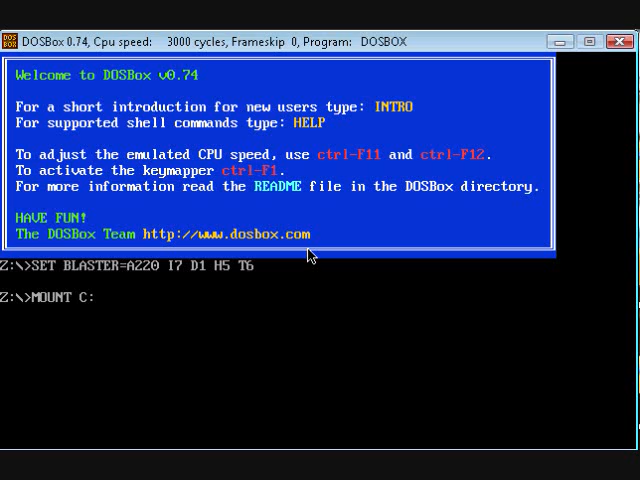 DOS
BOX
DOSBox 0.74, Cpu speed:    3000 cycles, Frameskip  0, Program:   DOSBOX
Welcome to DOSBox v0.74
For a short introduction for new users type: INTRO
For supported shell commands type: HELP
To adjust the emulated CPU speed, use ctrl-F11 and ctrl-F12.
To activate the keymapper ctrl-F1.
For more information read the README file in the DOSBox directory.
HAVE FUN!
The DOSBox Team http://www.dosbox.com
Z:\>SET BLASTER=A220 I7 D1 H5 T6
Z:\>MOUNT C: